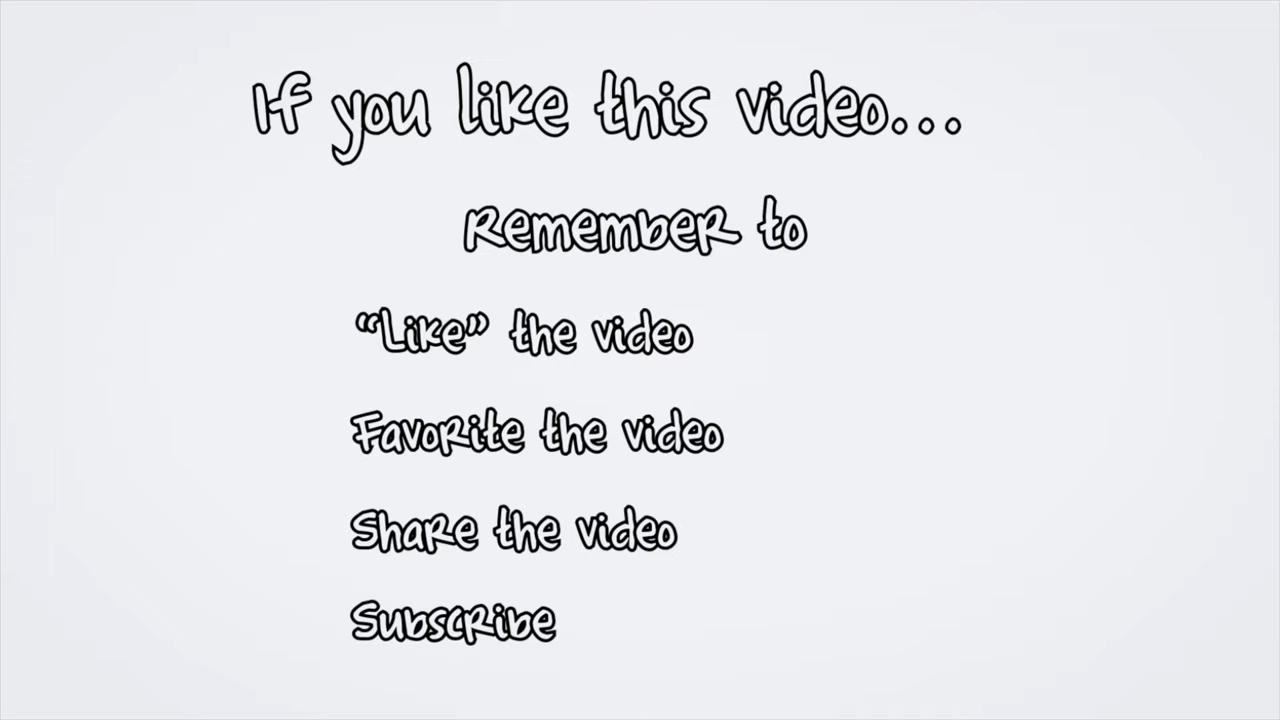 If you like this video...
Remember to
“Like” the video
Favorite the video
Share the video
Subscribe